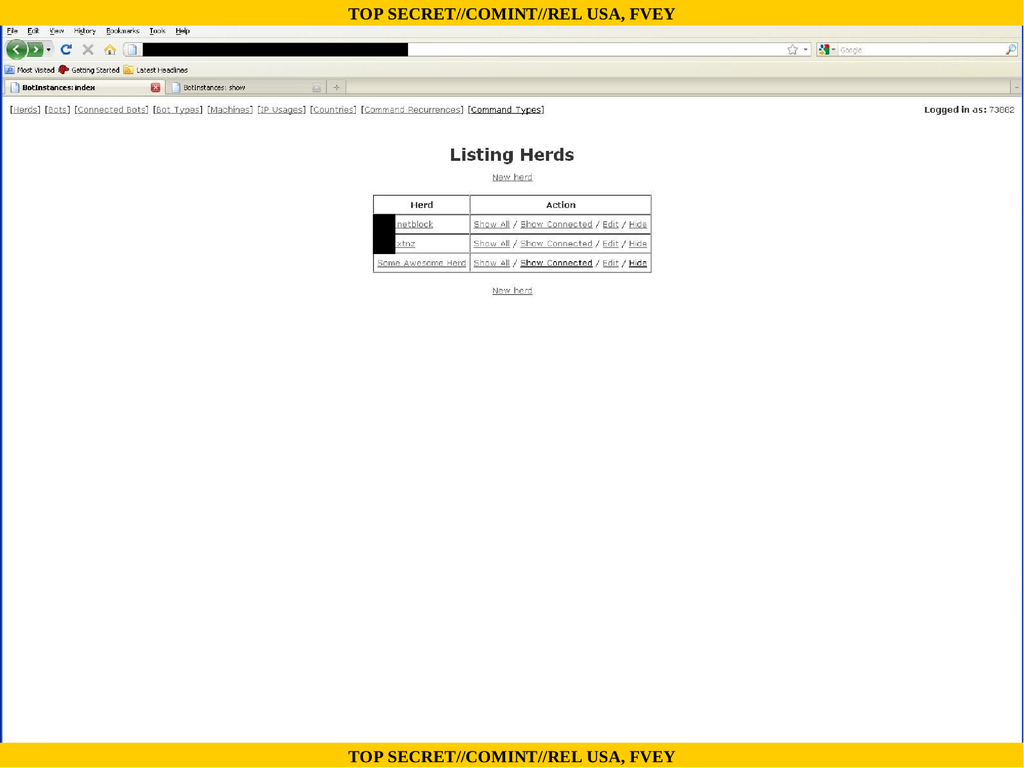 TOP SECRET//COMINT//REL USA, FVEY
File Edit View History Bookmarks Tools Help
Google
Most Visited Getting Started Latest Headlines
BotInstances: index BotInstances: show
[Herds] [Bots] [Connected Bots] [Bot Types] [Machines] [IP Usages] [Countries] [Command Recurrences] [Command Types] Logged in as: 73862
Listing Herds
New herd
Herd Action
netblock Show All / Show Connected / Edit / Hide
xtnz Show All / Show Connected / Edit / Hide
Some Awesome Herd Show All / Show Connected / Edit / Hide
New herd
TOP SECRET//COMINT//REL USA, FVEY